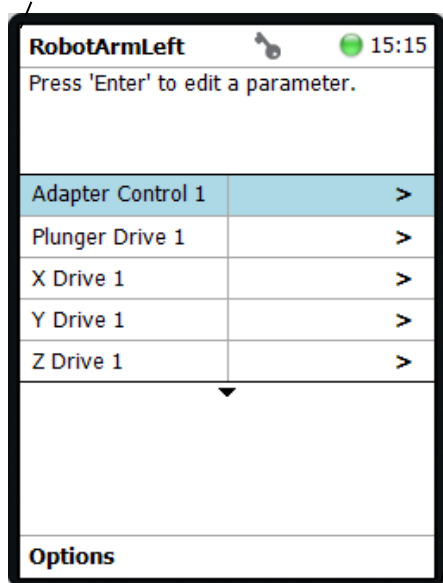 RobotArmLeft 15:15
Press 'Enter' to edit a parameter.
Adapter Control 1 >
Plunger Drive 1 >
X Drive 1 >
Y Drive 1 >
Z Drive 1 >
Options